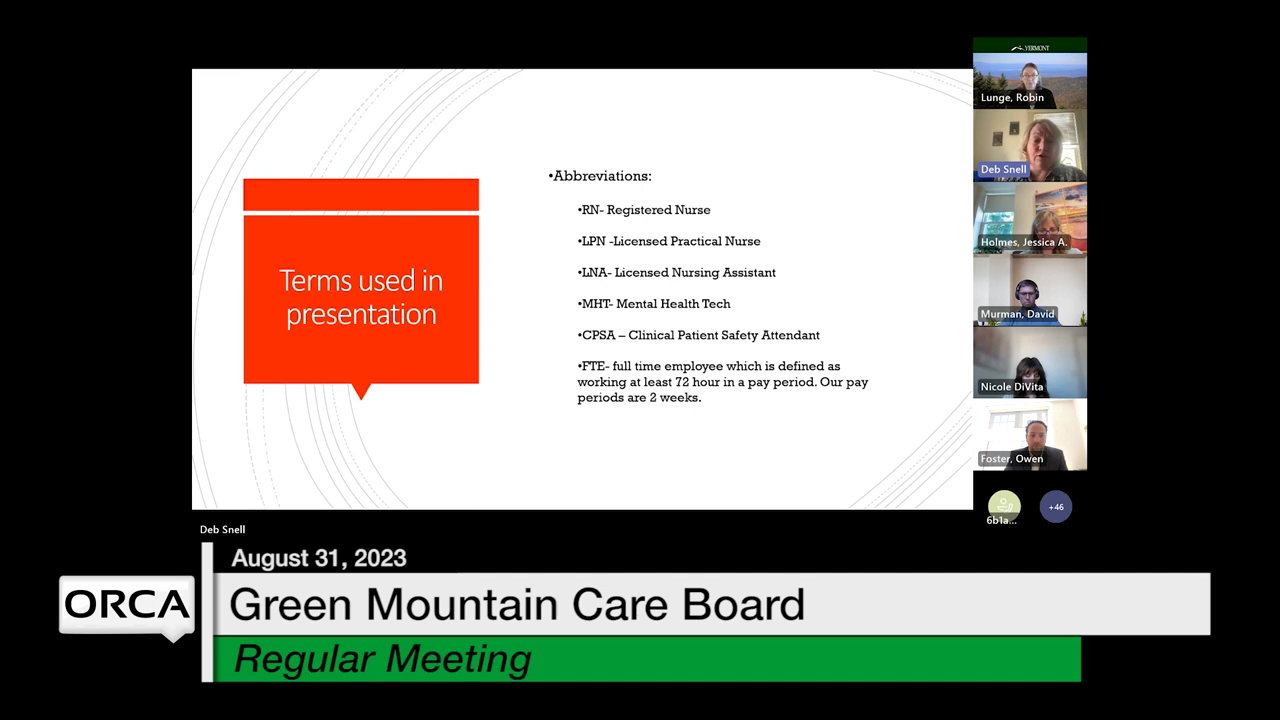 VERMONT
Lunge, Robin
Deb Snell
Holmes, Jessica A.
Murman, David
Nicole DiVita
Foster, Owen
6b1a...
+46
Terms used in
presentation
•Abbreviations:
•RN- Registered Nurse
•LPN -Licensed Practical Nurse
•LNA- Licensed Nursing Assistant
•MHT- Mental Health Tech
•CPSA – Clinical Patient Safety Attendant
•FTE- full time employee which is defined as
working at least 72 hour in a pay period. Our pay
periods are 2 weeks.
Deb Snell
August 31, 2023
ORCA
Green Mountain Care Board
Regular Meeting